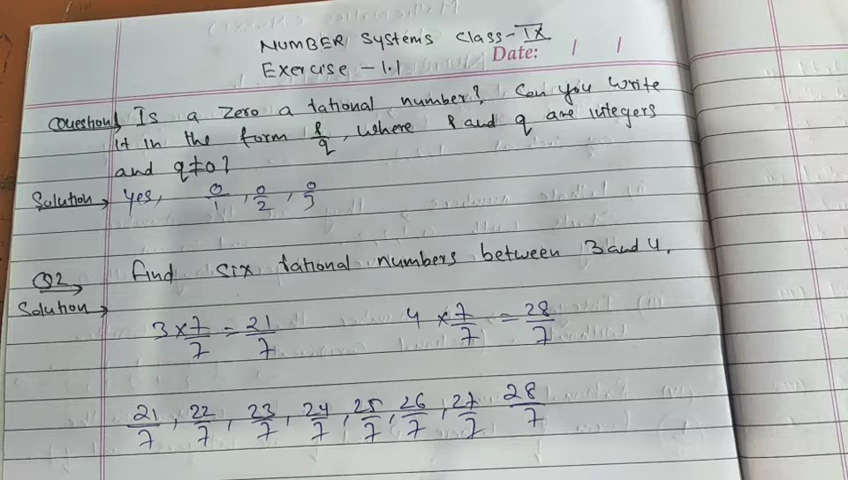 NUMBER Systems Class-IX
Date: / /
Exercise - 1.1
Question1 Is a Zero a rational number? Can you write
it in the form p/q, where p and q are integers
and q≠0?
Solution → Yes, 0/1, 0/2, 0/3
Q2 Find six rational numbers between 3 and 4.
Solution →
3 × 7/7 = 21/7 4 × 7/7 = 28/7
21/7, 22/7, 23/7, 24/7, 25/7, 26/7, 27/7 28/7